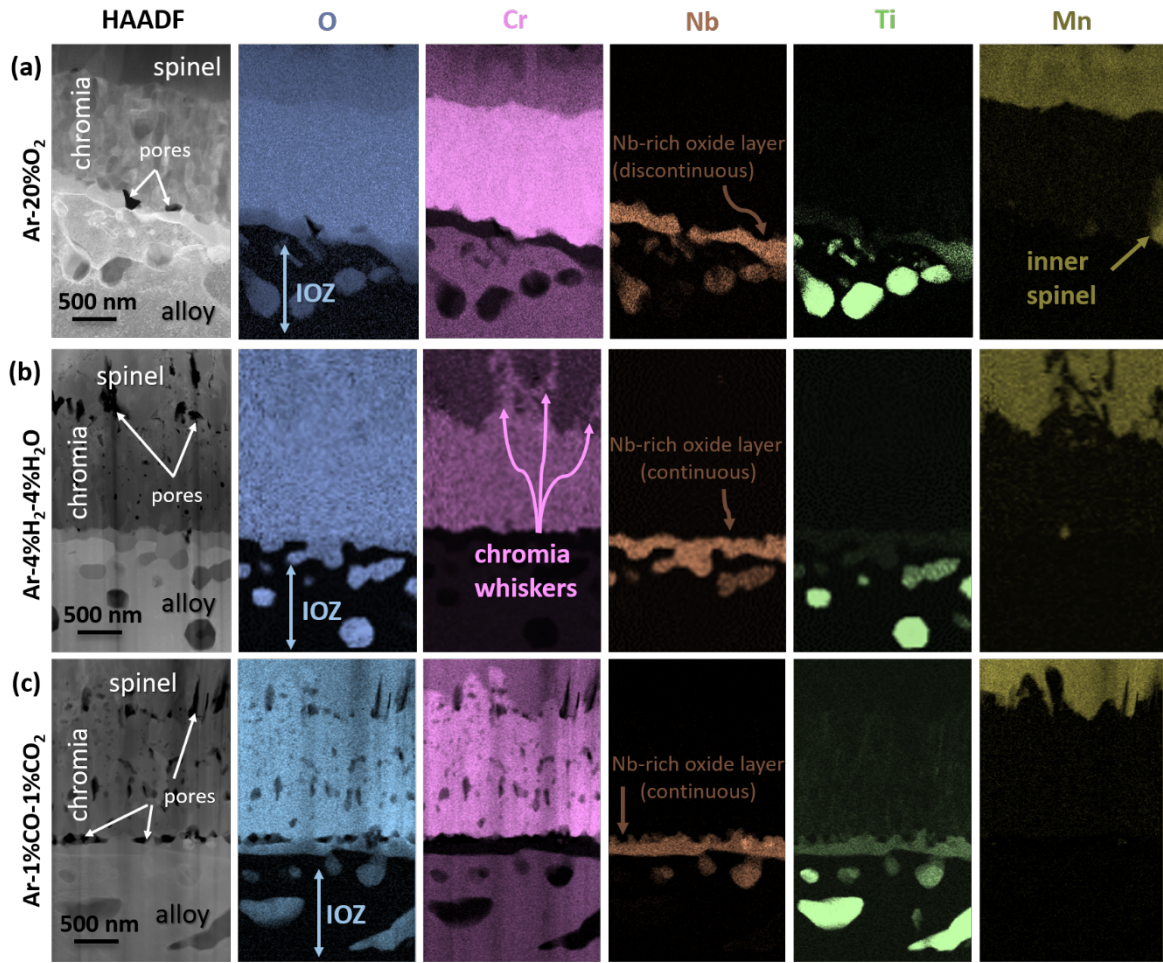 HAADF O Cr Nb Ti Mn
(a)
Ar-20%O2
spinel
chromia
pores
500 nm
alloy
IOZ
Nb-rich oxide layer
(discontinuous)
inner
spinel
(b)
Ar-4%H2-4%H2O
spinel
chromia
pores
500 nm
alloy
IOZ
chromia
whiskers
Nb-rich oxide layer
(continuous)
(c)
Ar-1%CO-1%CO2
spinel
chromia
pores
alloy
500 nm
IOZ
Nb-rich oxide layer
(continuous)